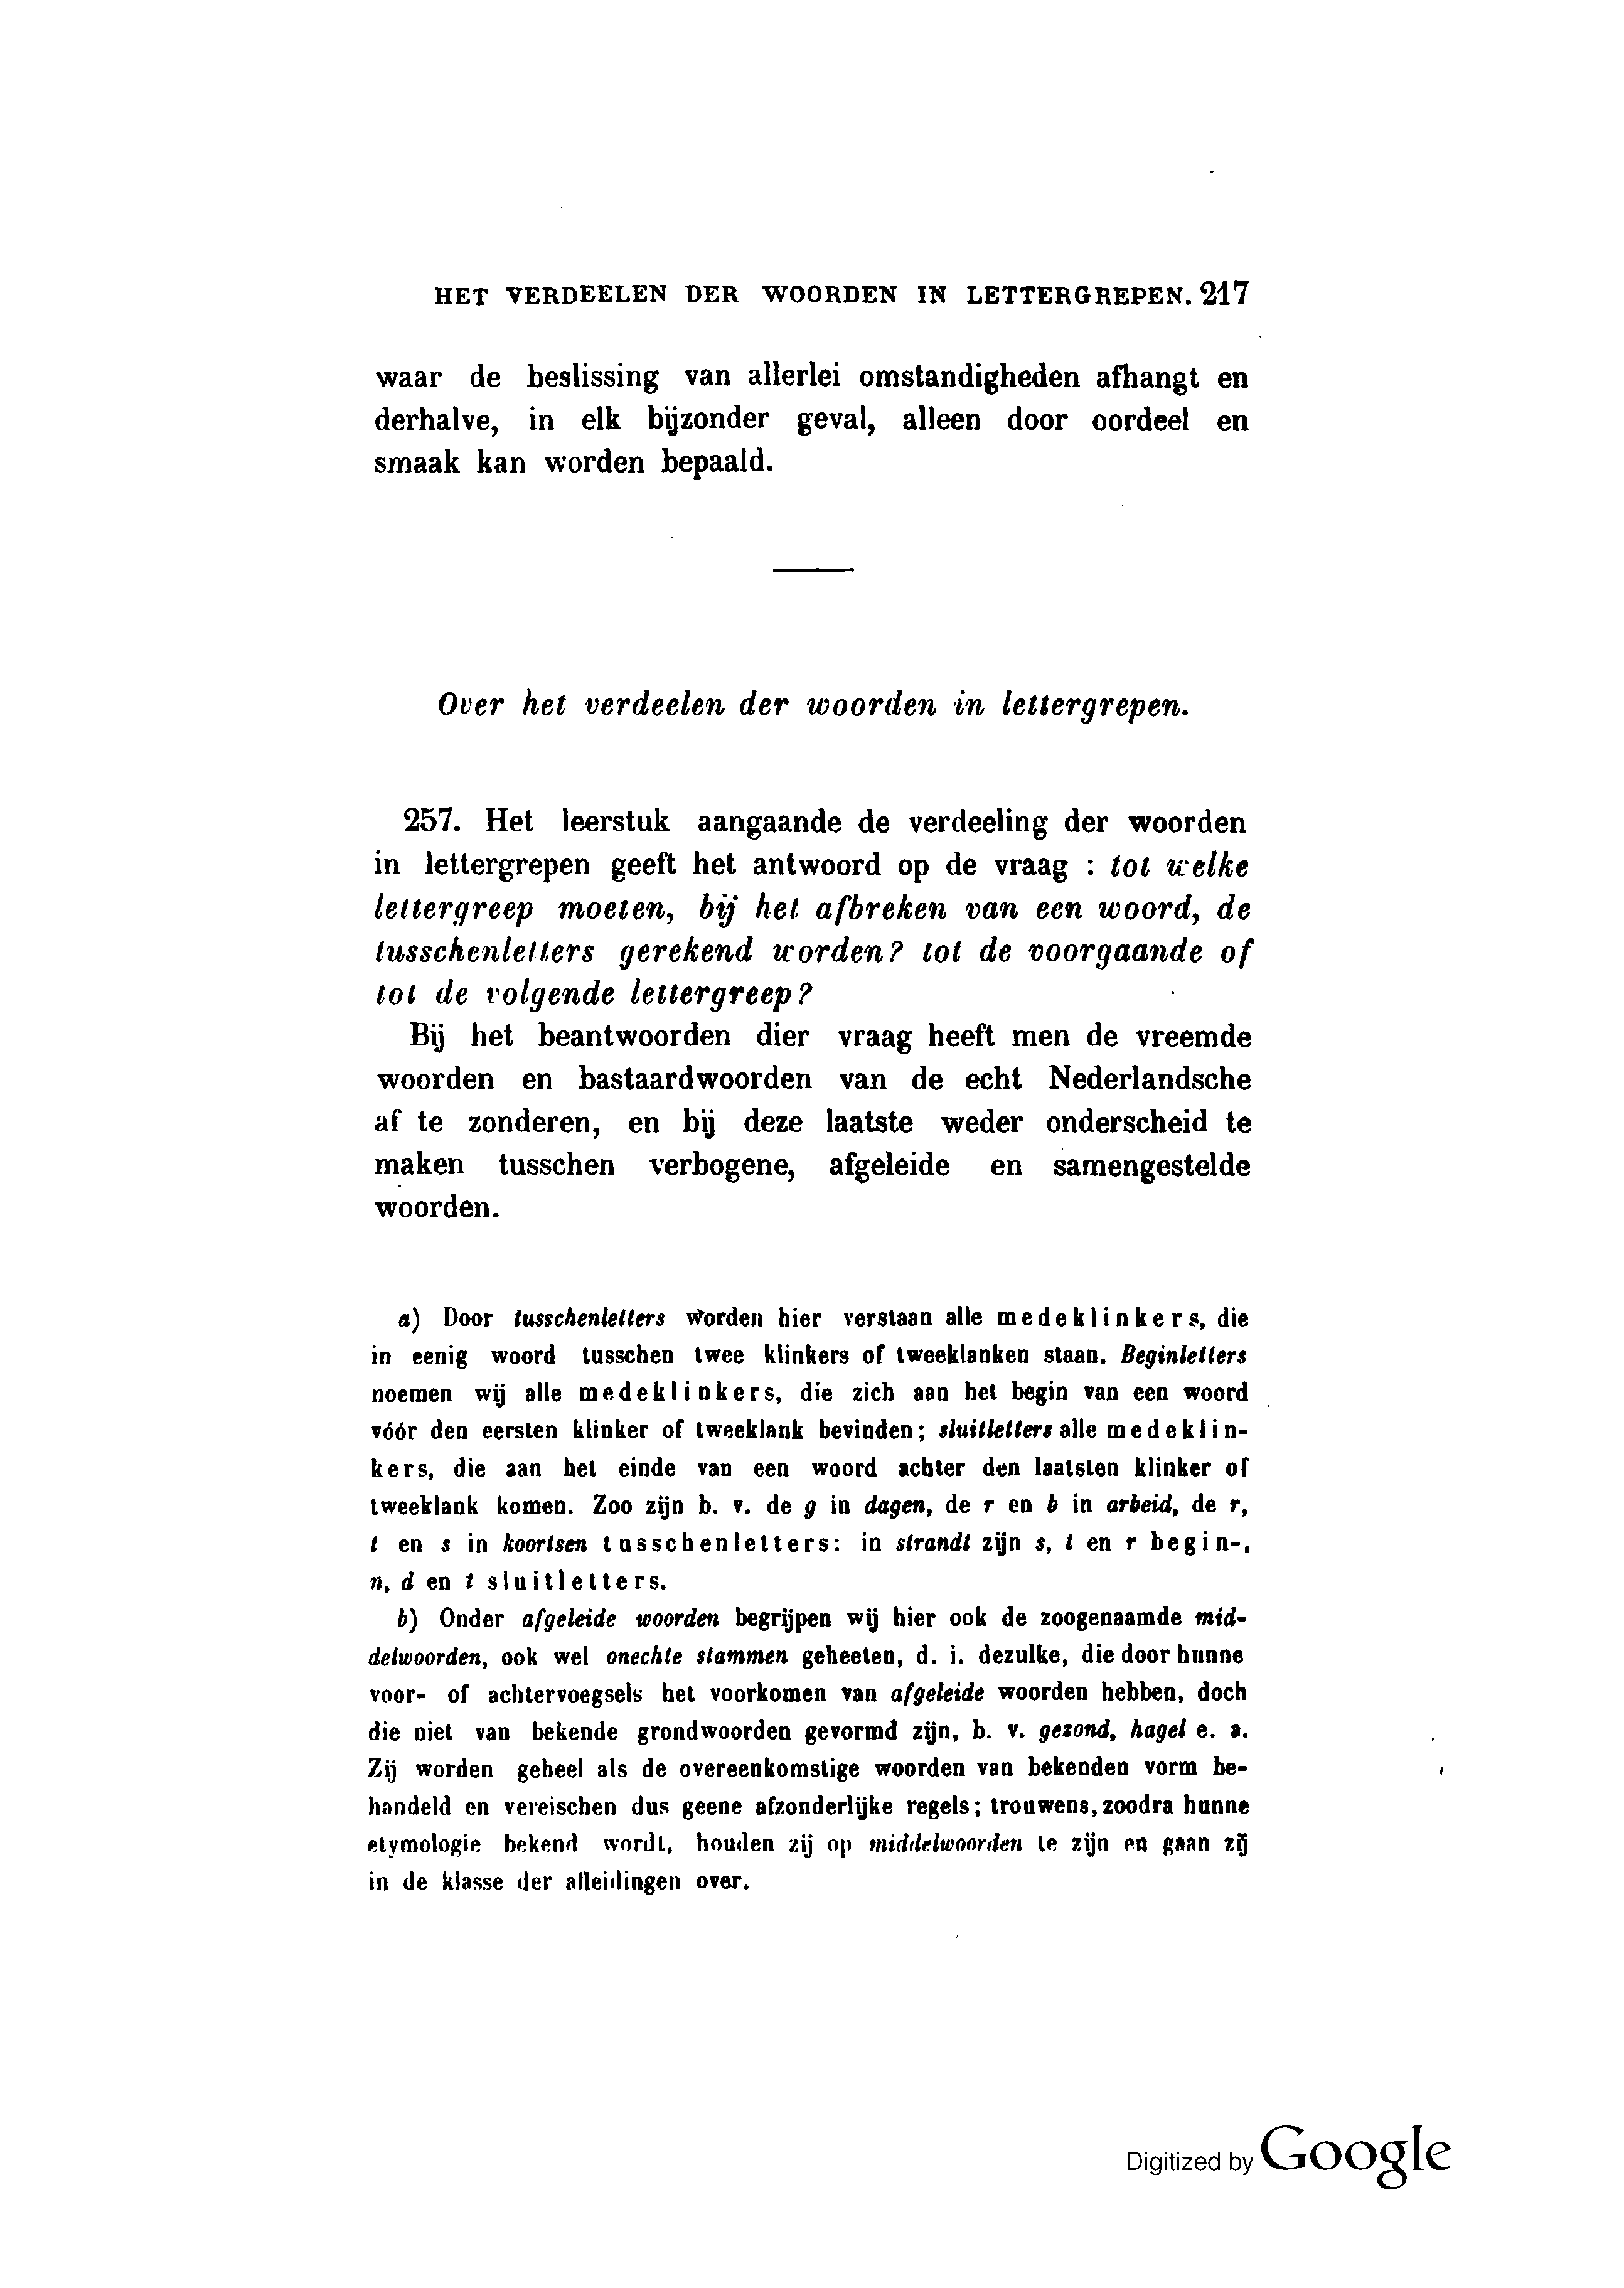 HET VERDEELEN DER WOORDEN IN LETTERGREPEN. 217
waar de beslissing van allerlei omstandigheden afhangt en
derhalve, in elk bijzonder geval, alleen door oordeel en
smaak kan worden bepaald.
Over het verdeelen der woorden in lettergrepen.
257. Het leerstuk aangaande de verdeeling der woorden
in lettergrepen geeft het antwoord op de vraag : tot welke
lettergreep moeten, bij het afbreken van een woord, de
tusschenletters gerekend worden? tot de voorgaande of
tot de volgende lettergreep?
Bij het beantwoorden dier vraag heeft men de vreemde
woorden en bastaardwoorden van de echt Nederlandsche
af te zonderen, en bij deze laatste weder onderscheid te
maken tusschen verbogene, afgeleide en samengestelde
woorden.
a) Door tusschenletters worden hier verstaan alle medeklinkers, die
in eenig woord tusschen twee klinkers of tweeklanken staan. Beginletters
noemen wij alle medeklinkers, die zich aan het begin van een woord
vóór den eersten klinker of tweeklank bevinden; sluitletters alle medeklin-
kers, die aan het einde van een woord achter den laatsten klinker of
tweeklank komen. Zoo zijn b. v. de g in dagen, de r en b in arbeid, de r,
t en s in koortsen tusschenletters: in strandt zijn s, t en r begin-,
n, d en t sluitletters.
b) Onder afgeleide woorden begrijpen wij hier ook de zoogenaamde mid-
delwoorden, ook wel onechte stammen geheeten, d. i. dezulke, die door hunne
voor- of achtervoegsels het voorkomen van afgeleide woorden hebben, doch
die niet van bekende grondwoorden gevormd zijn, b. v. gezond, hagel e. a.
Zij worden geheel als de overeenkomstige woorden van bekenden vorm be-
handeld en vereischen dus geene afzonderlijke regels; trouwens, zoodra hunne
etymologie bekend wordt, houden zij op middelwoorden te zijn en gaan zij
in de klasse der afleidingen over.
Digitized by Google